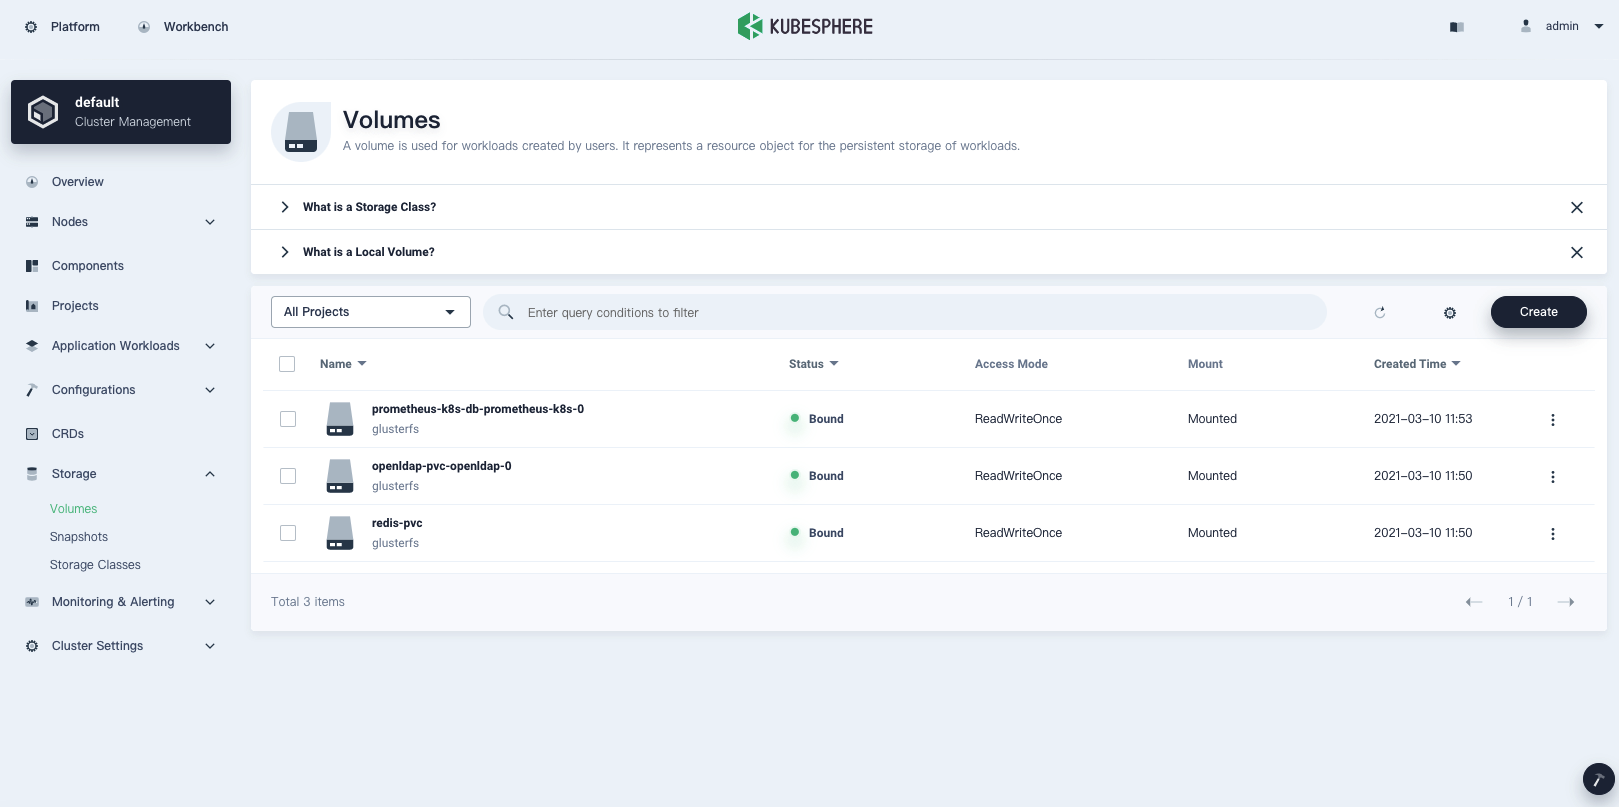 Platform
Workbench
KUBESPHERE
admin
default
Cluster Management
Overview
Nodes
Components
Projects
Application Workloads
Configurations
CRDs
Storage
Volumes
Snapshots
Storage Classes
Monitoring & Alerting
Cluster Settings
Volumes
A volume is used for workloads created by users. It represents a resource object for the persistent storage of workloads.
What is a Storage Class?
What is a Local Volume?
All Projects
Enter query conditions to filter
Create
Name Status Access Mode Mount Created Time
prometheus-k8s-db-prometheus-k8s-0
glusterfs
Bound ReadWriteOnce Mounted 2021-03-10 11:53
openldap-pvc-openldap-0
glusterfs
Bound ReadWriteOnce Mounted 2021-03-10 11:50
redis-pvc
glusterfs
Bound ReadWriteOnce Mounted 2021-03-10 11:50
Total 3 items
1 / 1